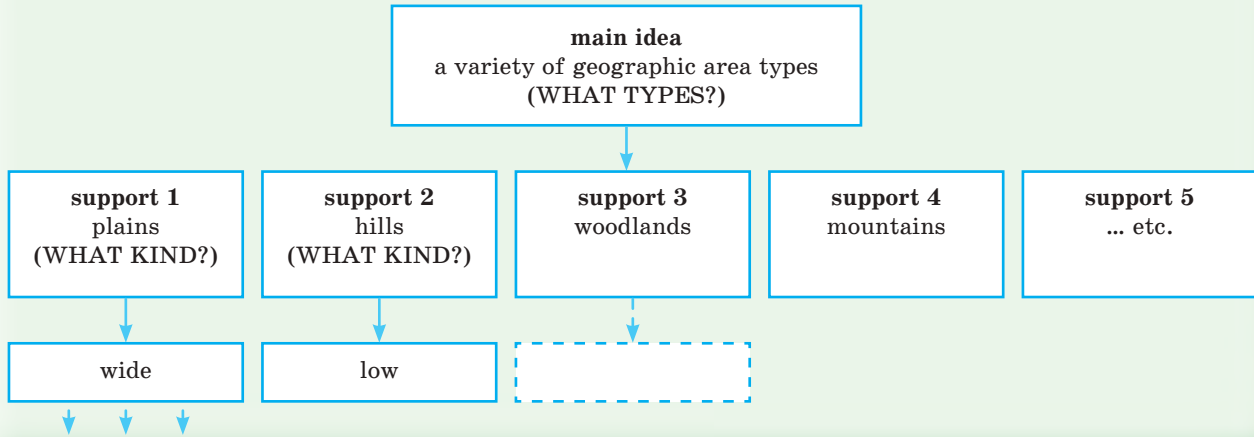 main idea
a variety of geographic area types
(WHAT TYPES?)
support 1
plains
(WHAT KIND?)
support 2
hills
(WHAT KIND?)
support 3
woodlands
support 4
mountains
support 5
... etc.
wide
low